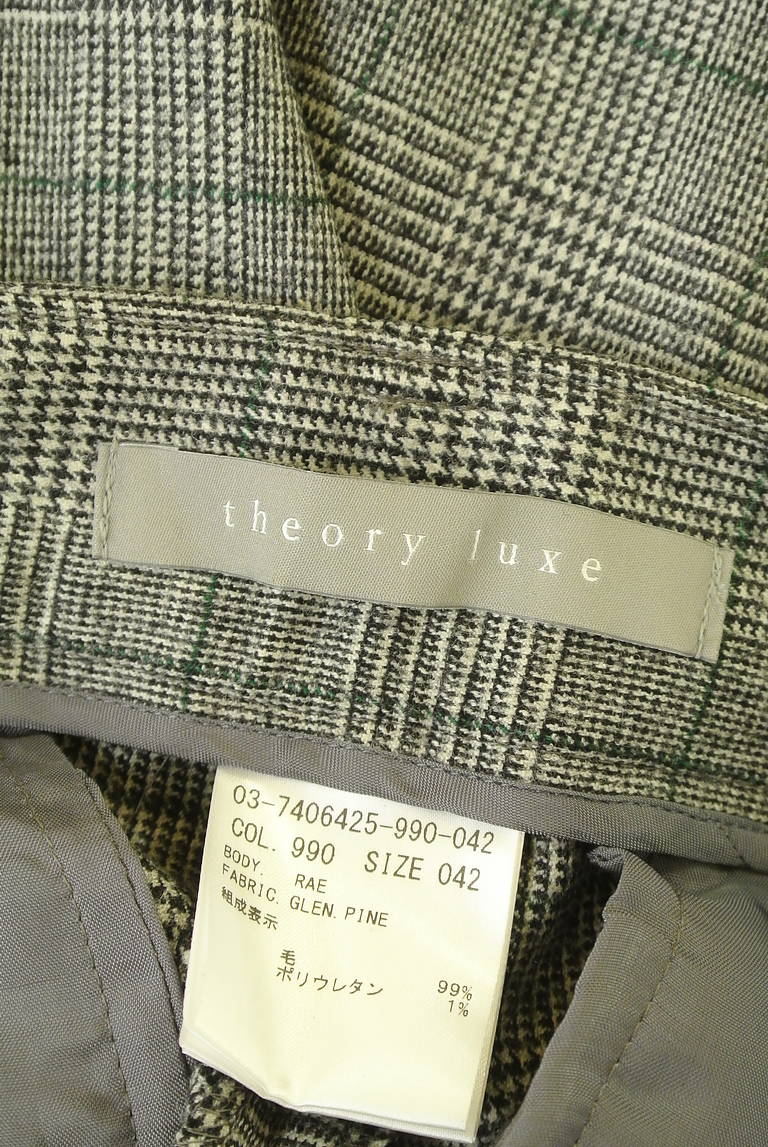 theory luxe
03-7406425-990-042
COL. 990 SIZE 042
BODY. RAE
FABRIC. GLEN. PINE
組成表示
毛 99%
ポリウレタン 1%